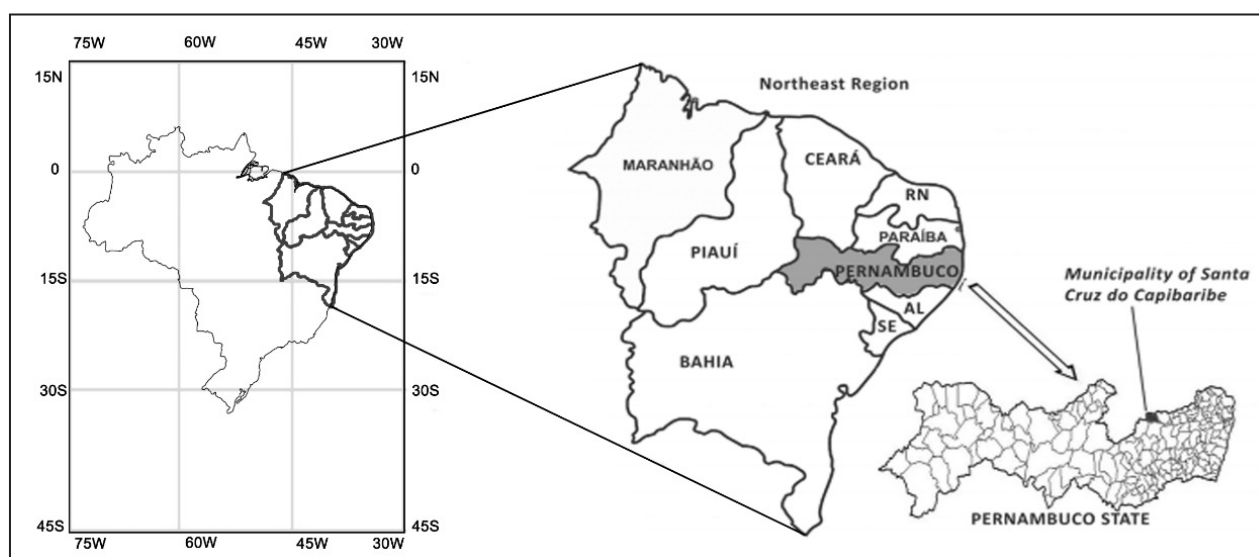 75W 60W 45W 30W
15N 15N
0 0
15S 15S
30S 30S
45S 45S
75W 60W 45W 30W
Northeast Region
MARANHÃO
CEARÁ
RN
PARAÍBA
PIAUÍ
PERNAMBUCO
AL
SE
BAHIA
Municipality of Santa
Cruz do Capibaribe
PERNAMBUCO STATE